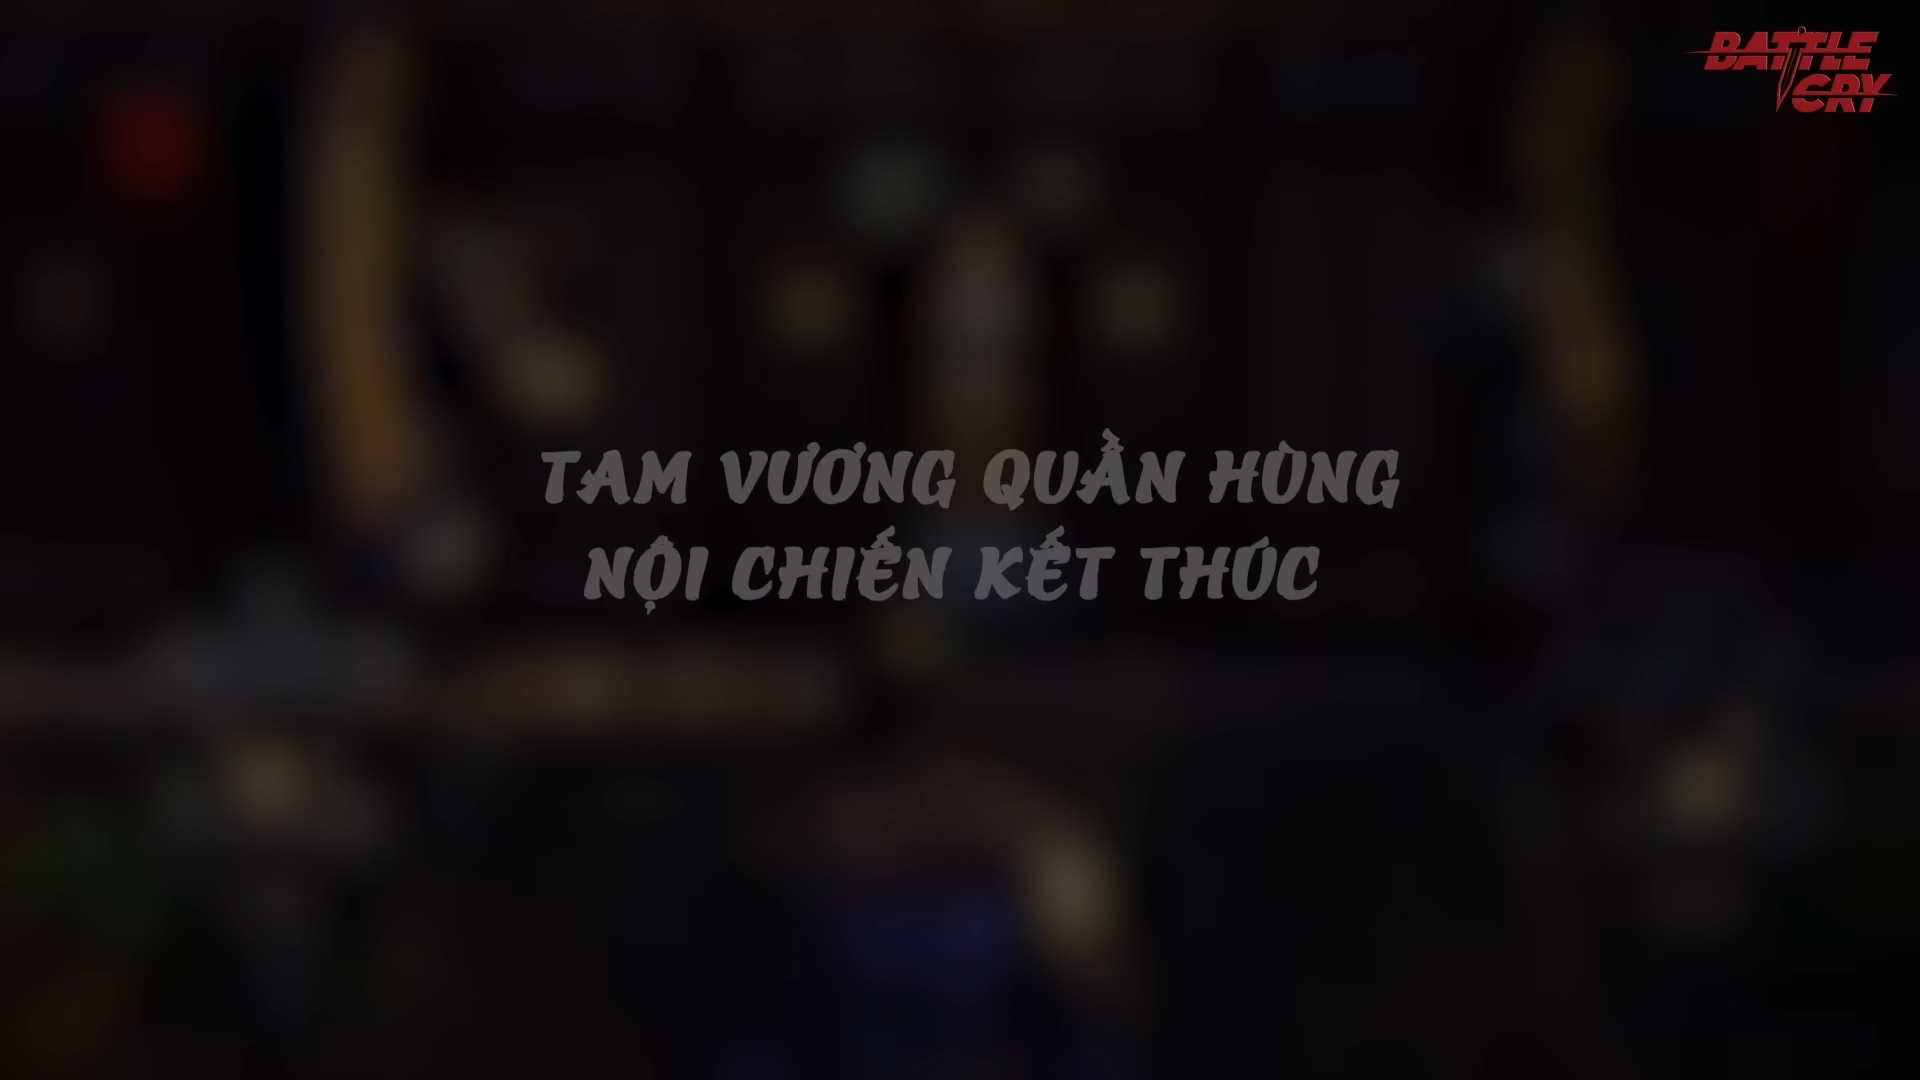 BATTLE
CRY
TAM VƯƠNG QUẦN HÙNG
NỘI CHIẾN KẾT THÚC